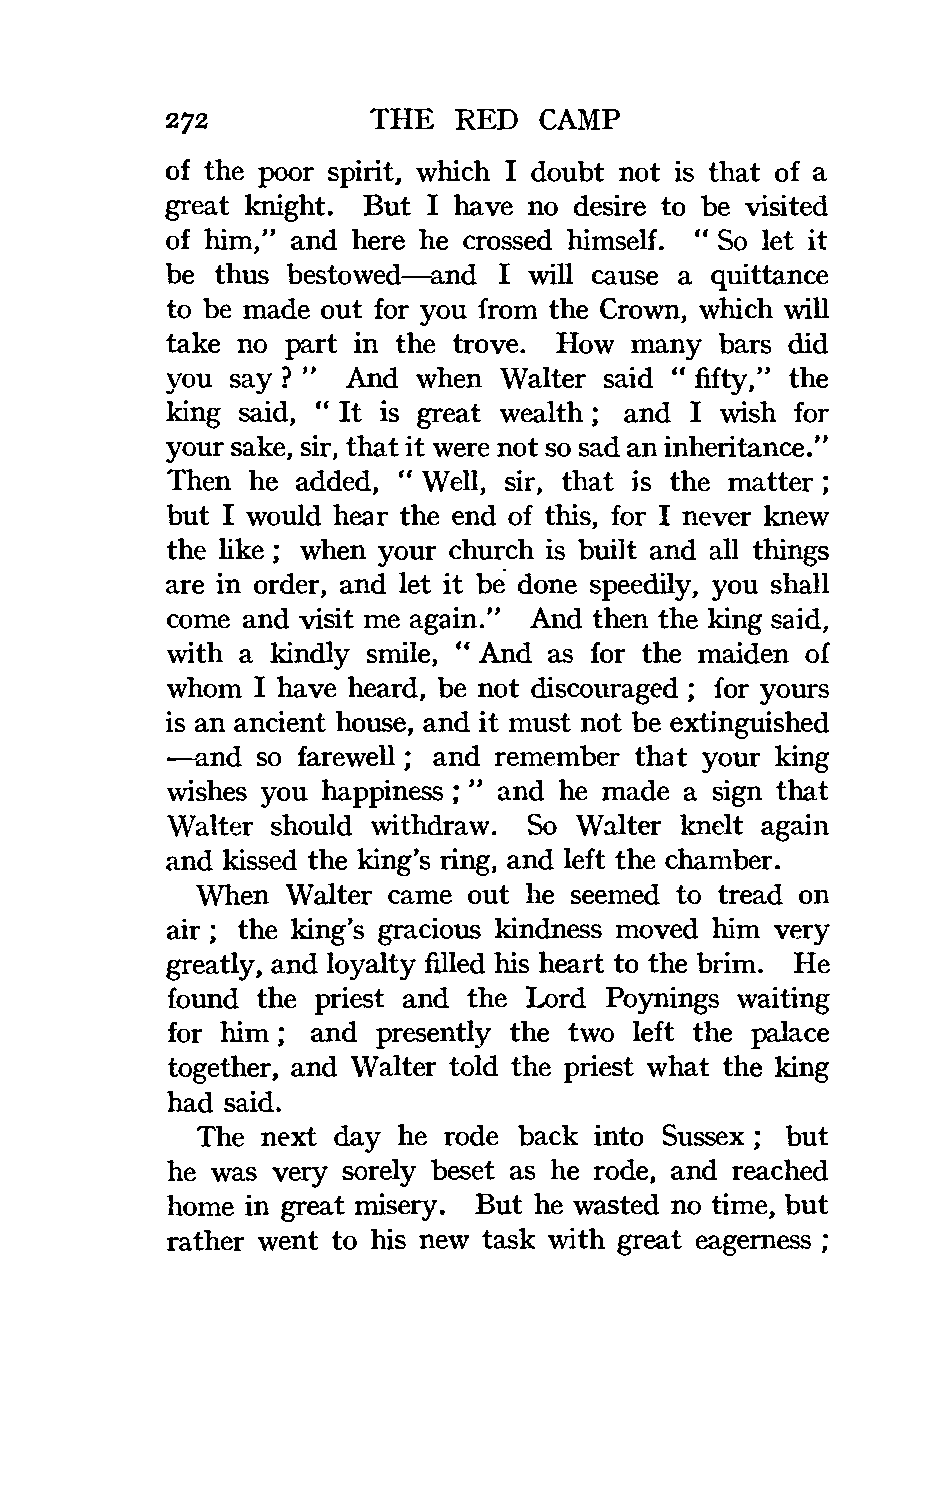 272 THE RED CAMP
of the poor spirit, which I doubt not is that of a
great knight. But I have no desire to be visited
of him,” and here he crossed himself. “ So let it
be thus bestowed—and I will cause a quittance
to be made out for you from the Crown, which will
take no part in the trove. How many bars did
you say ? ” And when Walter said “ fifty,” the
king said, “ It is great wealth ; and I wish for
your sake, sir, that it were not so sad an inheritance.”
Then he added, “ Well, sir, that is the matter ;
but I would hear the end of this, for I never knew
the like ; when your church is built and all things
are in order, and let it be done speedily, you shall
come and visit me again.” And then the king said,
with a kindly smile, “ And as for the maiden of
whom I have heard, be not discouraged ; for yours
is an ancient house, and it must not be extinguished
—and so farewell ; and remember that your king
wishes you happiness ; ” and he made a sign that
Walter should withdraw. So Walter knelt again
and kissed the king’s ring, and left the chamber.
When Walter came out he seemed to tread on
air ; the king’s gracious kindness moved him very
greatly, and loyalty filled his heart to the brim. He
found the priest and the Lord Poynings waiting
for him ; and presently the two left the palace
together, and Walter told the priest what the king
had said.
The next day he rode back into Sussex ; but
he was very sorely beset as he rode, and reached
home in great misery. But he wasted no time, but
rather went to his new task with great eagerness ;